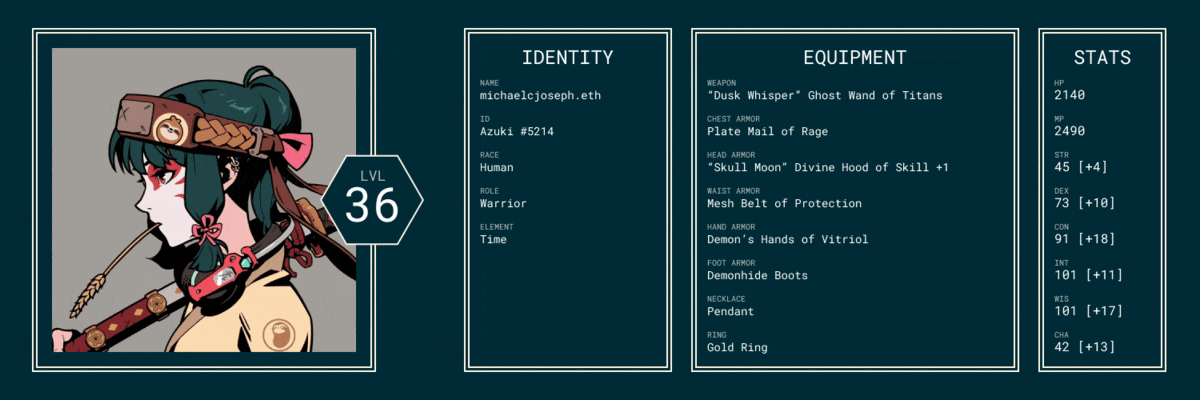 LVL
36
IDENTITY
NAME
michaelcjoseph.eth
ID
Azuki #5214
RACE
Human
ROLE
Warrior
ELEMENT
Time
EQUIPMENT
WEAPON
“Dusk Whisper” Ghost Wand of Titans
CHEST ARMOR
Plate Mail of Rage
HEAD ARMOR
“Skull Moon” Divine Hood of Skill +1
WAIST ARMOR
Mesh Belt of Protection
HAND ARMOR
Demon’s Hands of Vitriol
FOOT ARMOR
Demonhide Boots
NECKLACE
Pendant
RING
Gold Ring
STATS
HP
2140
MP
2490
STR
45 [+4]
DEX
73 [+10]
CON
91 [+18]
INT
101 [+11]
WIS
101 [+17]
CHA
42 [+13]